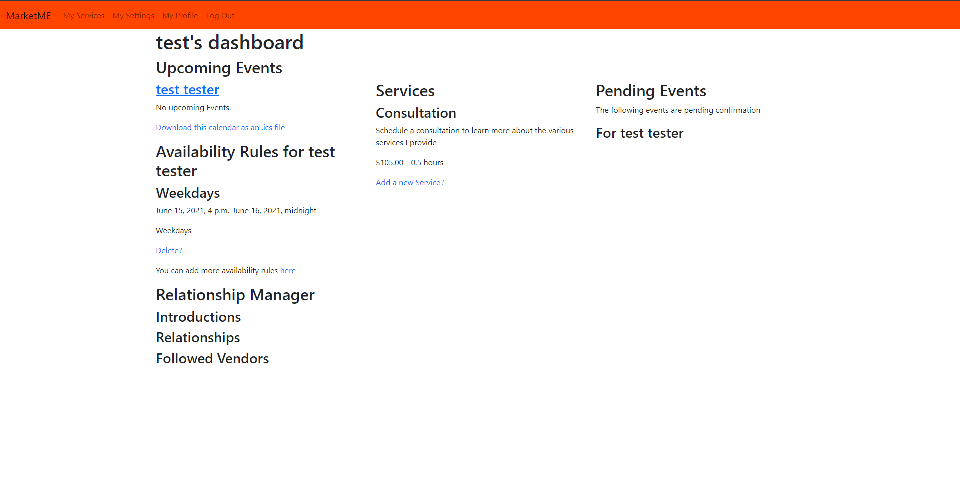 MarketME My Services My Settings My Profile Log Out
test's dashboard
Upcoming Events
test tester
No upcoming Events.
Download this calendar as an .ics file
Availability Rules for test
tester
Weekdays
June 15, 2021, 4 p.m. June 16, 2021, midnight
Weekdays
Delete?
You can add more availability rules here
Relationship Manager
Introductions
Relationships
Followed Vendors
Services
Consultation
Schedule a consultation to learn more about the various
services I provide
$105.00 - 0.5 hours
Add a new Service?
Pending Events
The following events are pending confirmation
For test tester